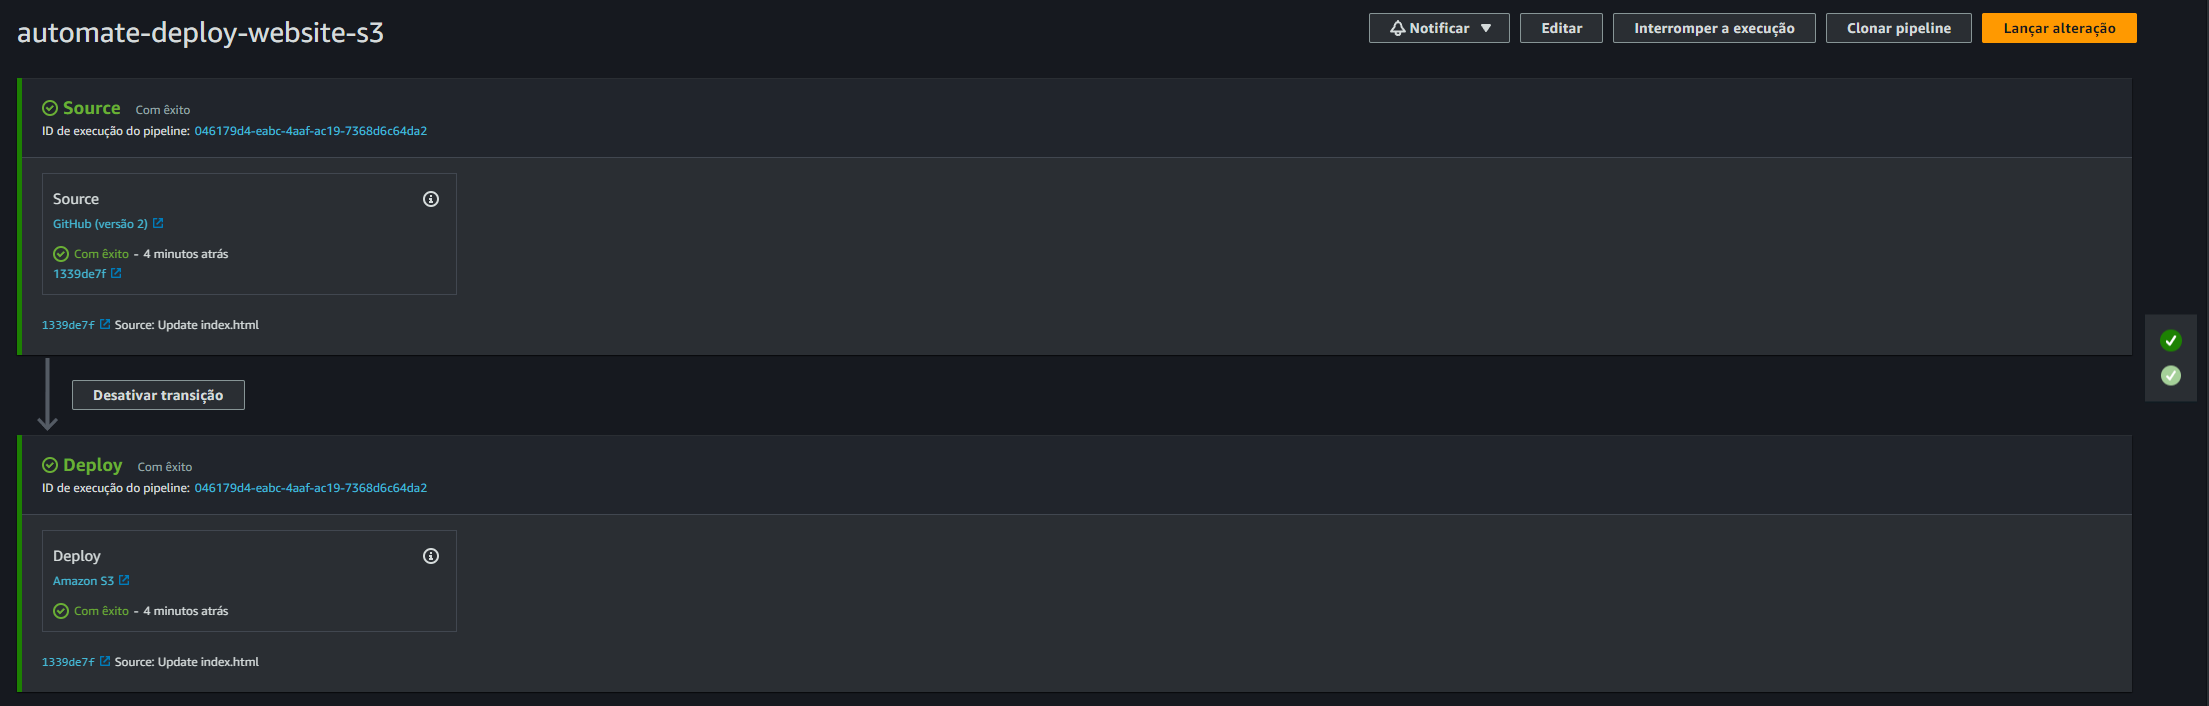 automate-deploy-website-s3
Notificar
Editar
Interromper a execução
Clonar pipeline
Lançar alteração
Source Com êxito
ID de execução do pipeline: 046179d4-eabc-4aaf-ac19-7368d6c64da2
Source
GitHub (versão 2)
Com êxito - 4 minutos atrás
1339de7f
1339de7f Source: Update index.html
Desativar transição
Deploy Com êxito
ID de execução do pipeline: 046179d4-eabc-4aaf-ac19-7368d6c64da2
Deploy
Amazon S3
Com êxito - 4 minutos atrás
1339de7f Source: Update index.html